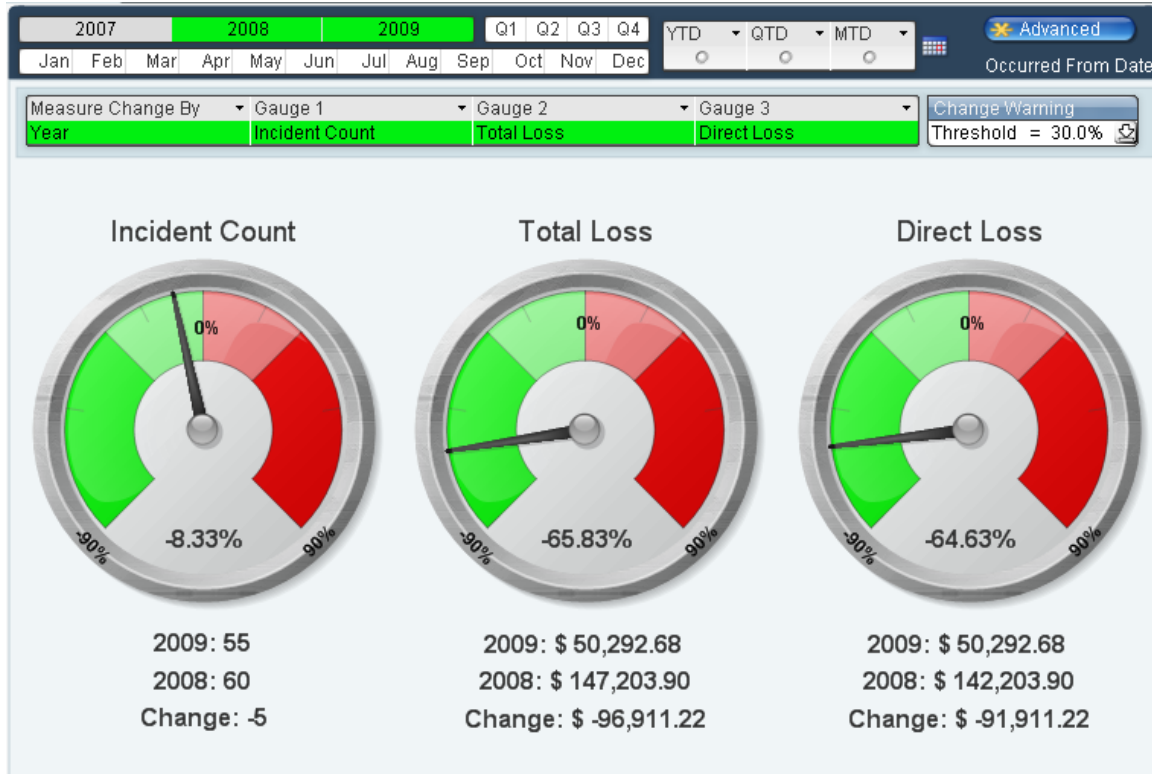 2007 2008 2009 Q1 Q2 Q3 Q4 YTD QTD MTD Advanced
Jan Feb Mar Apr May Jun Jul Aug Sep Oct Nov Dec Occurred From Date
Measure Change By Gauge 1 Gauge 2 Gauge 3 Change Warning
Year Incident Count Total Loss Direct Loss Threshold = 30.0%
Incident Count
0%
-90%
90%
-8.33%
2009: 55
2008: 60
Change: -5
Total Loss
0%
-90%
90%
-65.83%
2009: $ 50,292.68
2008: $ 147,203.90
Change: $ -96,911.22
Direct Loss
0%
-90%
90%
-64.63%
2009: $ 50,292.68
2008: $ 142,203.90
Change: $ -91,911.22